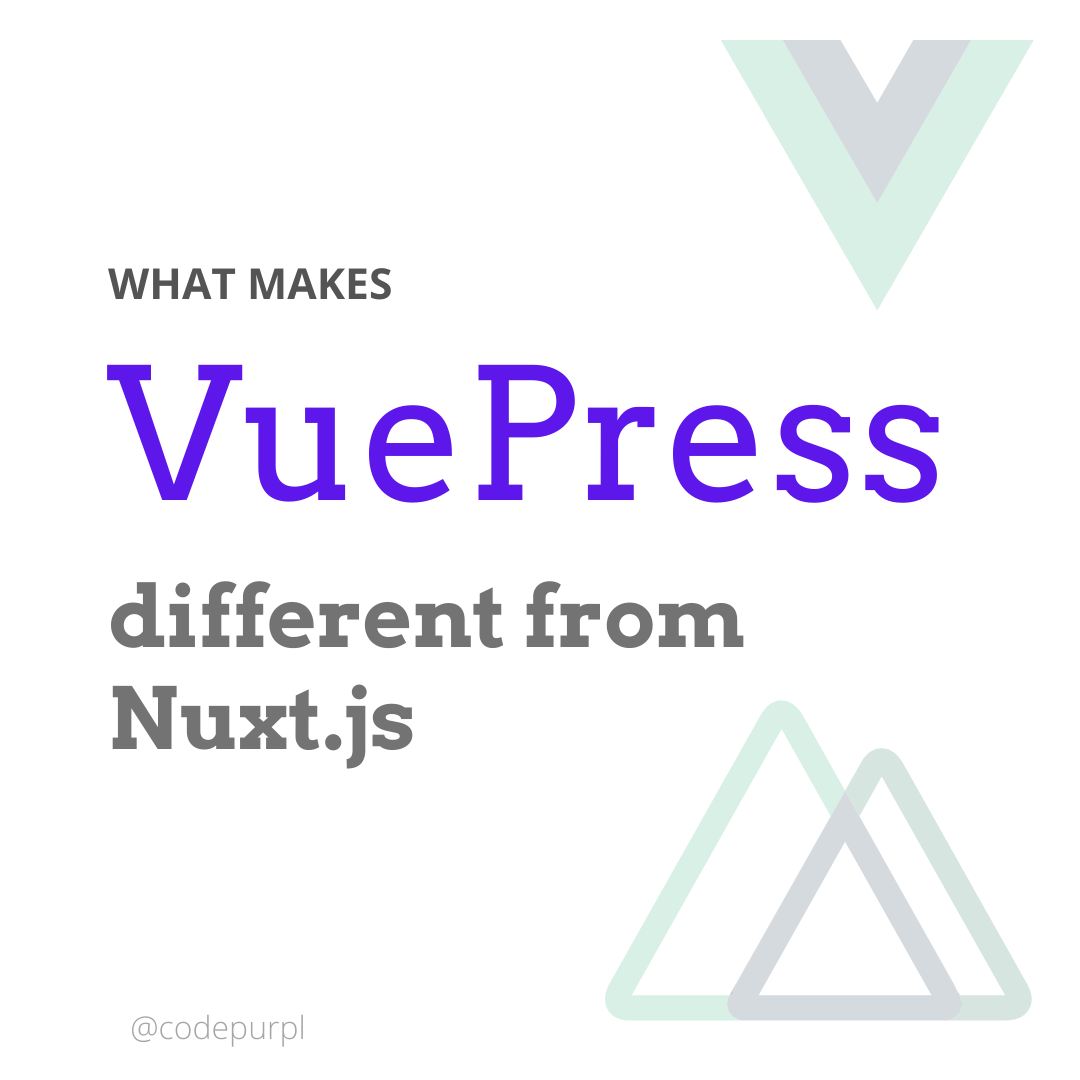 WHAT MAKES
VuePress
different from
Nuxt.js
@codepurpl